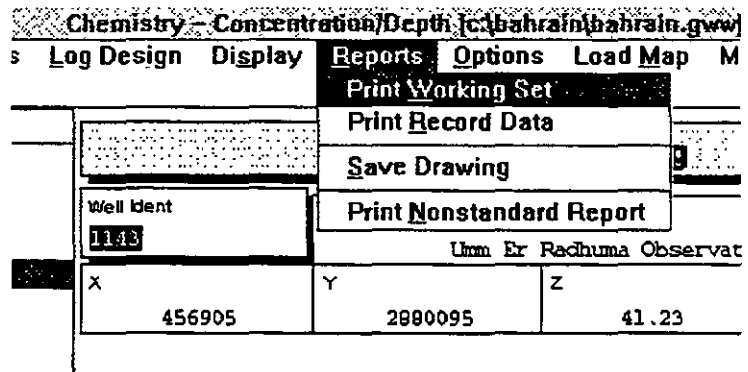 Chemistry - Concentration/Depth [c:\bahrain\bahrain.gww]
s Log Design Display Reports Options Load Map M
Print Working Set
Print Record Data
Save Drawing
Print Nonstandard Report
g
Well Ident
1143
Umm Er Radhuma Observat
X Y Z
456905 2880095 41.23